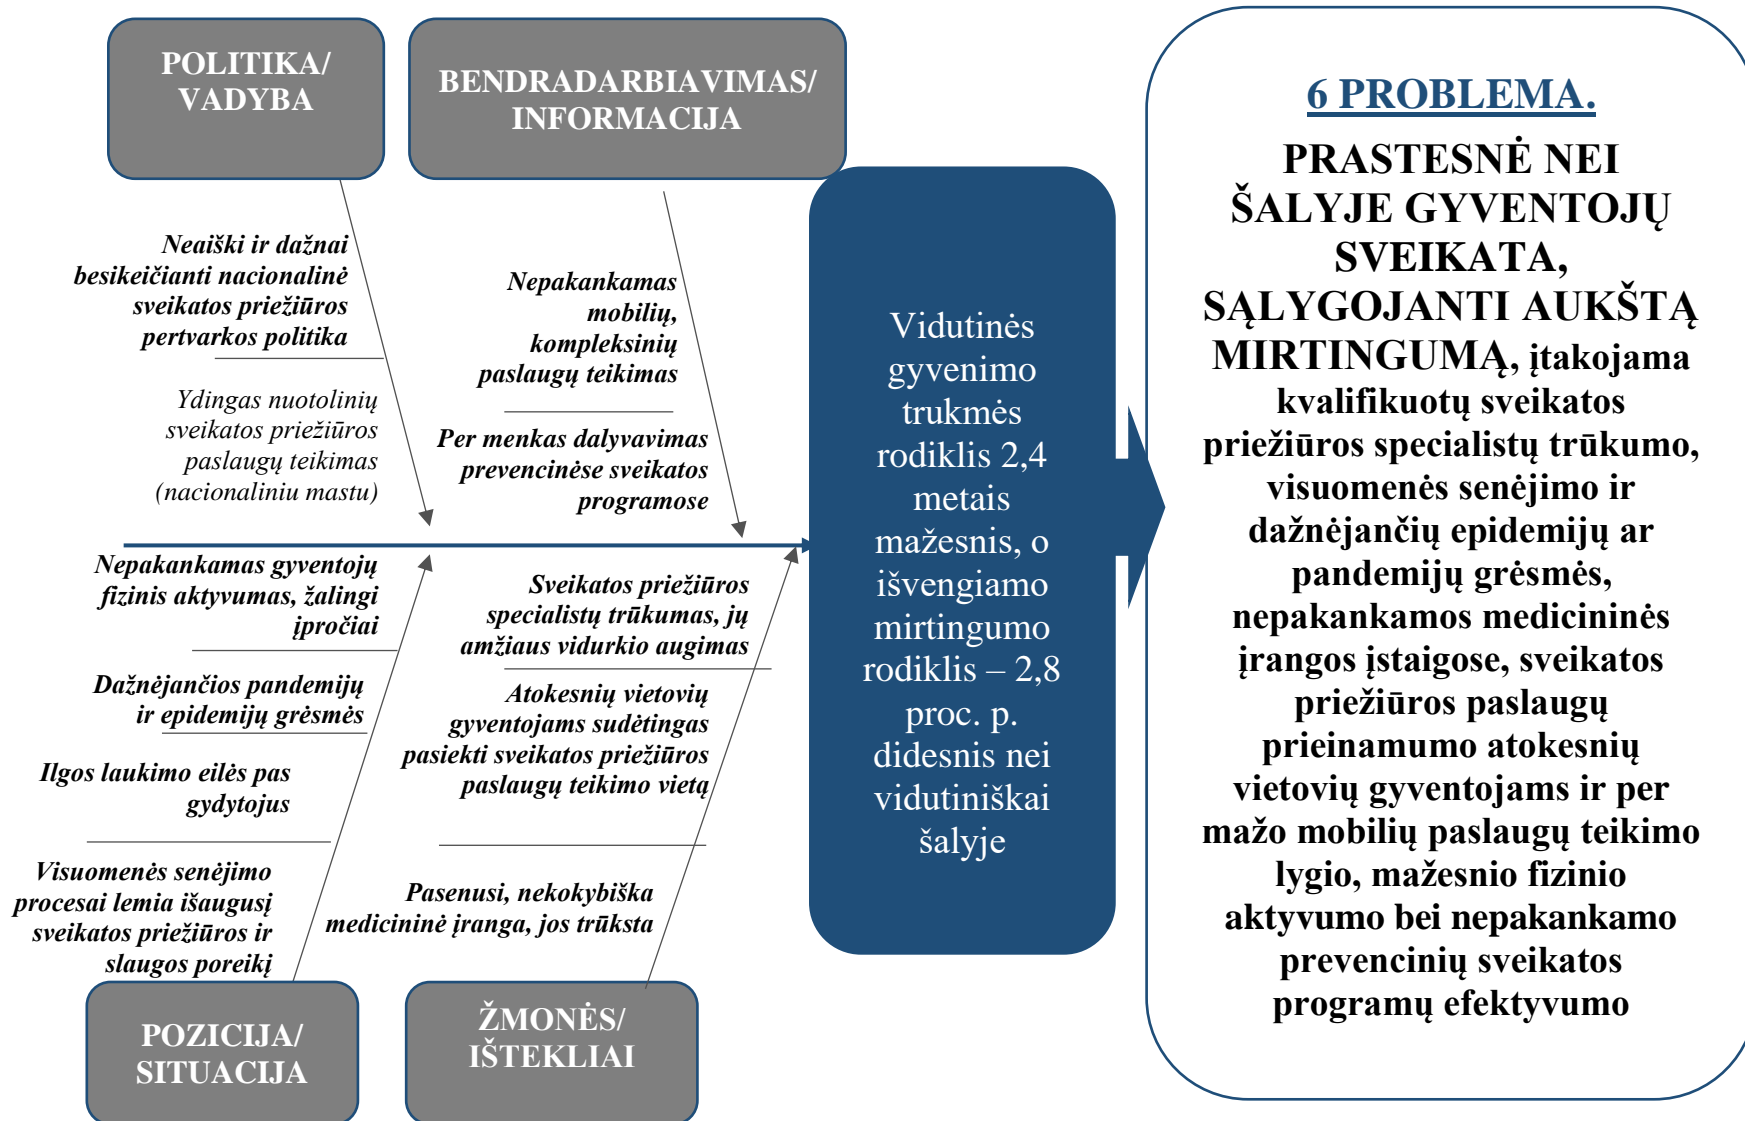 POLITIKA/
VADYBA
BENDRADARBIAVIMAS/
INFORMACIJA
Neaiški ir dažnai
besikeičianti nacionalinė
sveikatos priežiūros
pertvarkos politika
Ydingas nuotolinių
sveikatos priežiūros
paslaugų teikimas
(nacionaliniu mastu)
Nepakankamas
mobilių,
kompleksinių
paslaugų teikimas
Per menkas dalyvavimas
prevencinėse sveikatos
programose
Nepakankamas gyventojų
fizinis aktyvumas, žalingi
įpročiai
Dažnėjančios pandemijų
ir epidemijų grėsmės
Ilgos laukimo eilės pas
gydytojus
Visuomenės senėjimo
procesai lemia išaugusį
sveikatos priežiūros ir
slaugos poreikį
Sveikatos priežiūros
specialistų trūkumas, jų
amžiaus vidurkio augimas
Atokesnių vietovių
gyventojams sudėtingas
pasiekti sveikatos priežiūros
paslaugų teikimo vietą
Pasenusi, nekokybiška
medicininė įranga, jos trūksta
POZICIJA/
SITUACIJA
ŽMONĖS/
IŠTEKLIAI
Vidutinės
gyvenimo
trukmės
rodiklis 2,4
metais
mažesnis, o
išvengiamo
mirtingumo
rodiklis – 2,8
proc. p.
didesnis nei
vidutiniškai
šalyje
6 PROBLEMA.
PRASTESNĖ NEI
ŠALYJE GYVENTOJŲ
SVEIKATA,
SĄLYGOJANTI AUKŠTĄ
MIRTINGUMĄ, įtakojama
kvalifikuotų sveikatos
priežiūros specialistų trūkumo,
visuomenės senėjimo ir
dažnėjančių epidemijų ar
pandemijų grėsmės,
nepakankamos medicininės
įrangos įstaigose, sveikatos
priežiūros paslaugų
prieinamumo atokesnių
vietovių gyventojams ir per
mažo mobilių paslaugų teikimo
lygio, mažesnio fizinio
aktyvumo bei nepakankamo
prevencinių sveikatos
programų efektyvumo